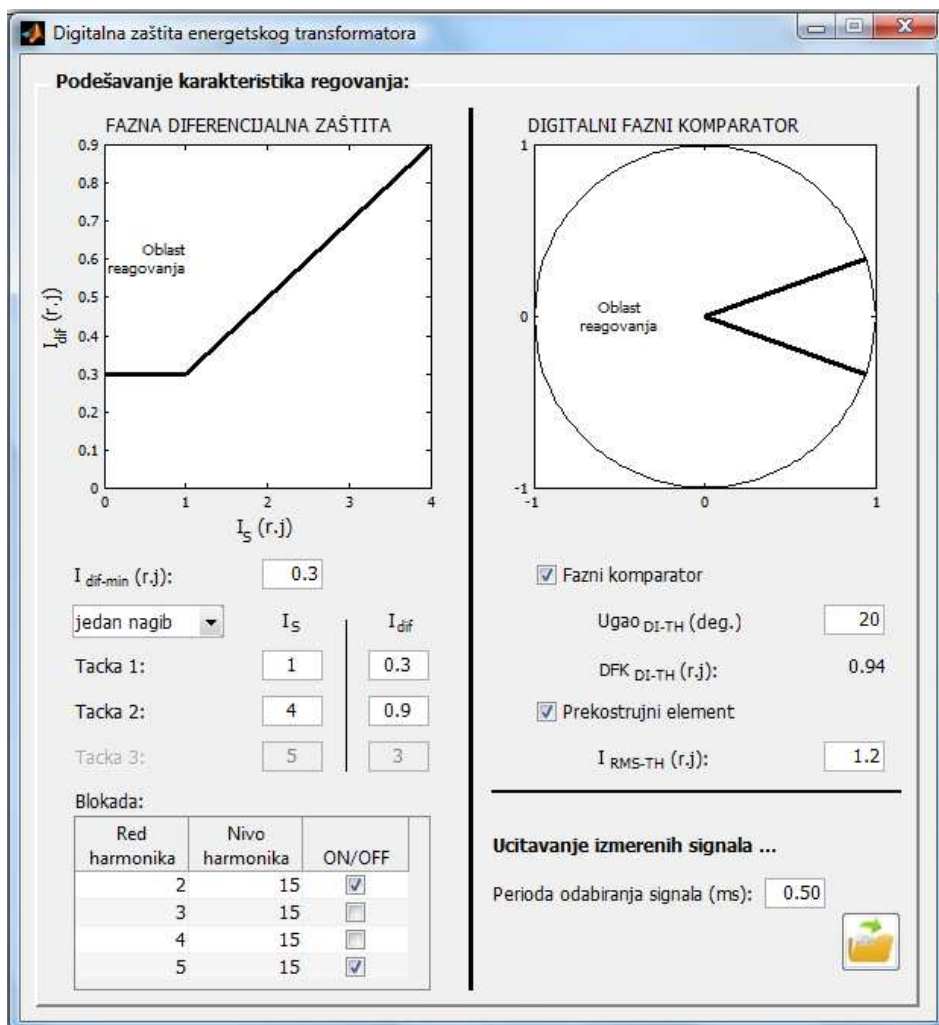 Digitalna zaštita energetskog transformatora
Podešavanje karakteristika regovanja:
FAZNA DIFERENCIJALNA ZAŠTITA
0.9
0.8
0.7
0.6
0.5
0.4
0.3
0.2
0.1
0
Oblast
reagovanja
I dif (r.j)
0 1 2 3 4
I S (r.j)
I dif-min (r.j): 0.3
jedan nagib I S I dif
Tacka 1: 1 0.3
Tacka 2: 4 0.9
Tacka 3: 5 3
Blokada:
Red Nivo
harmonika harmonika ON/OFF
2 15
3 15
4 15
5 15
DIGITALNI FAZNI KOMPARATOR
1
0
-1
Oblast
reagovanja
-1 0 1
Fazni komparator
Ugao DI-TH (deg.) 20
DFK DI-TH (r.j): 0.94
Prekostrujni element
I RMS-TH (r.j): 1.2
Ucitavanje izmerenih signala ...
Perioda odabiranja signala (ms): 0.50